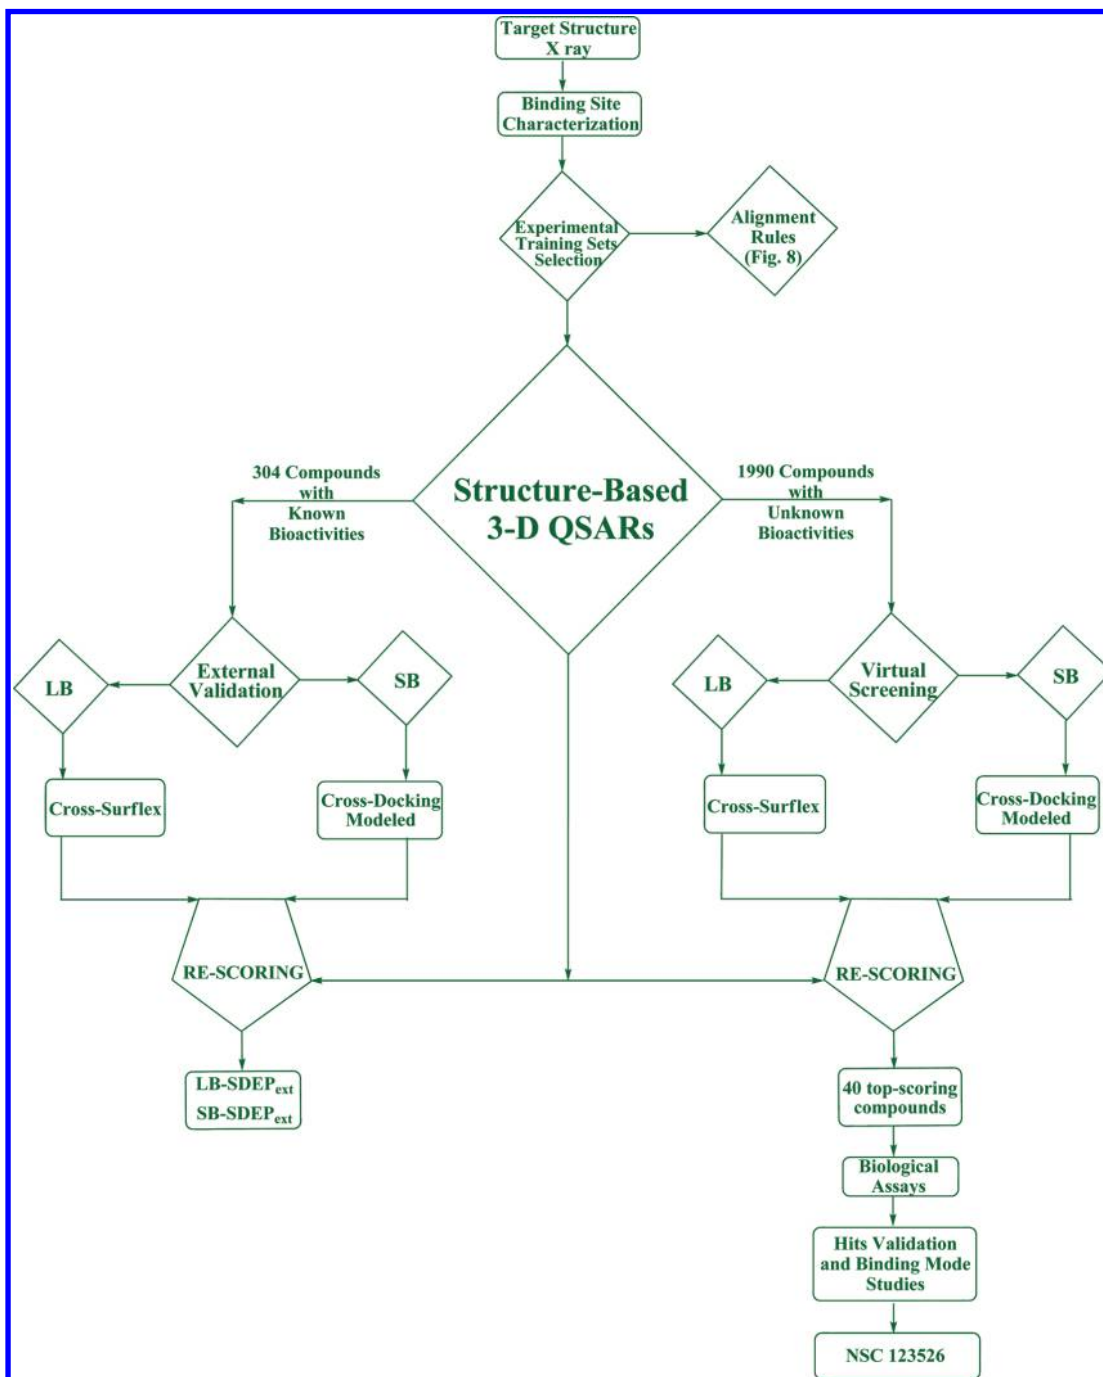 Target Structure
X ray
Binding Site
Characterization
Experimental
Training Sets
Selection
Alignment
Rules
(Fig. 8)
Structure-Based
3-D QSARs
304 Compounds
with
Known
Bioactivities
1990 Compounds
with
Unknown
Bioactivities
LB
External
Validation
SB
LB
Virtual
Screening
SB
Cross-Surflex
Cross-Docking
Modeled
Cross-Surflex
Cross-Docking
Modeled
RE-SCORING
RE-SCORING
LB-SDEPext
SB-SDEPext
40 top-scoring
compounds
Biological
Assays
Hits Validation
and Binding Mode
Studies
NSC 123526